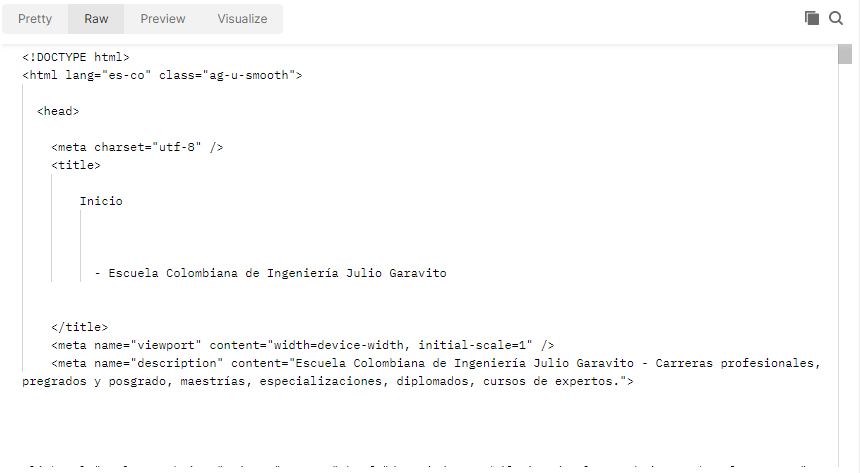 Pretty Raw Preview Visualize
<!DOCTYPE html>
<html lang="es-co" class="ag-u-smooth">
<head>
<meta charset="utf-8" />
<title>
Inicio
- Escuela Colombiana de Ingeniería Julio Garavito
</title>
<meta name="viewport" content="width=device-width, initial-scale=1" />
<meta name="description" content="Escuela Colombiana de Ingeniería Julio Garavito - Carreras profesionales,
pregrados y posgrado, maestrías, especializaciones, diplomados, cursos de expertos.">